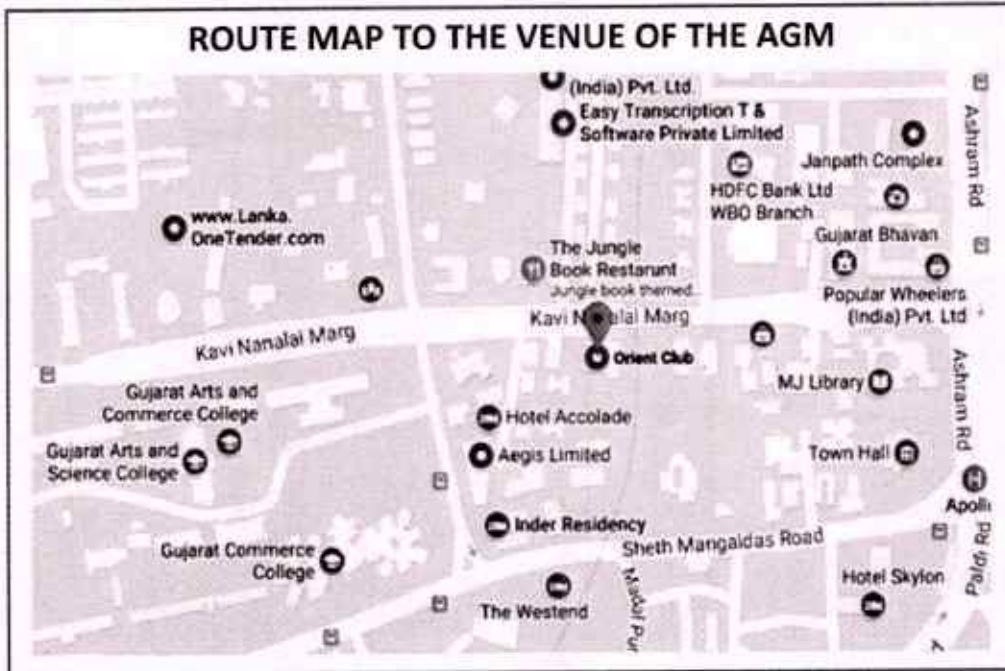 ROUTE MAP TO THE VENUE OF THE AGM
(India) Pvt. Ltd.
Easy Transcription T &
Software Private Limited
Ashram Rd
Janpath Complex
HDFC Bank Ltd
WBO Branch
www.Lanka.
OneTender.com
Gujarat Bhavan
The Jungle
Book Restarunt
Jungle book themed...
Popular Wheelers
(India) Pvt. Ltd
Kavi Nanalai Marg
Kavi N alai Marg
Orient Club
Ashram Rd
MJ Library
Gujarat Arts and
Commerce College
Hotel Accolade
Gujarat Arts and
Science College
Aegis Limited
Town Hall
Apoll
Inder Residency
Sheth Mangaldas Road
Gujarat Commerce
College
Paldi Rd
Hotel Skylon
The Westend